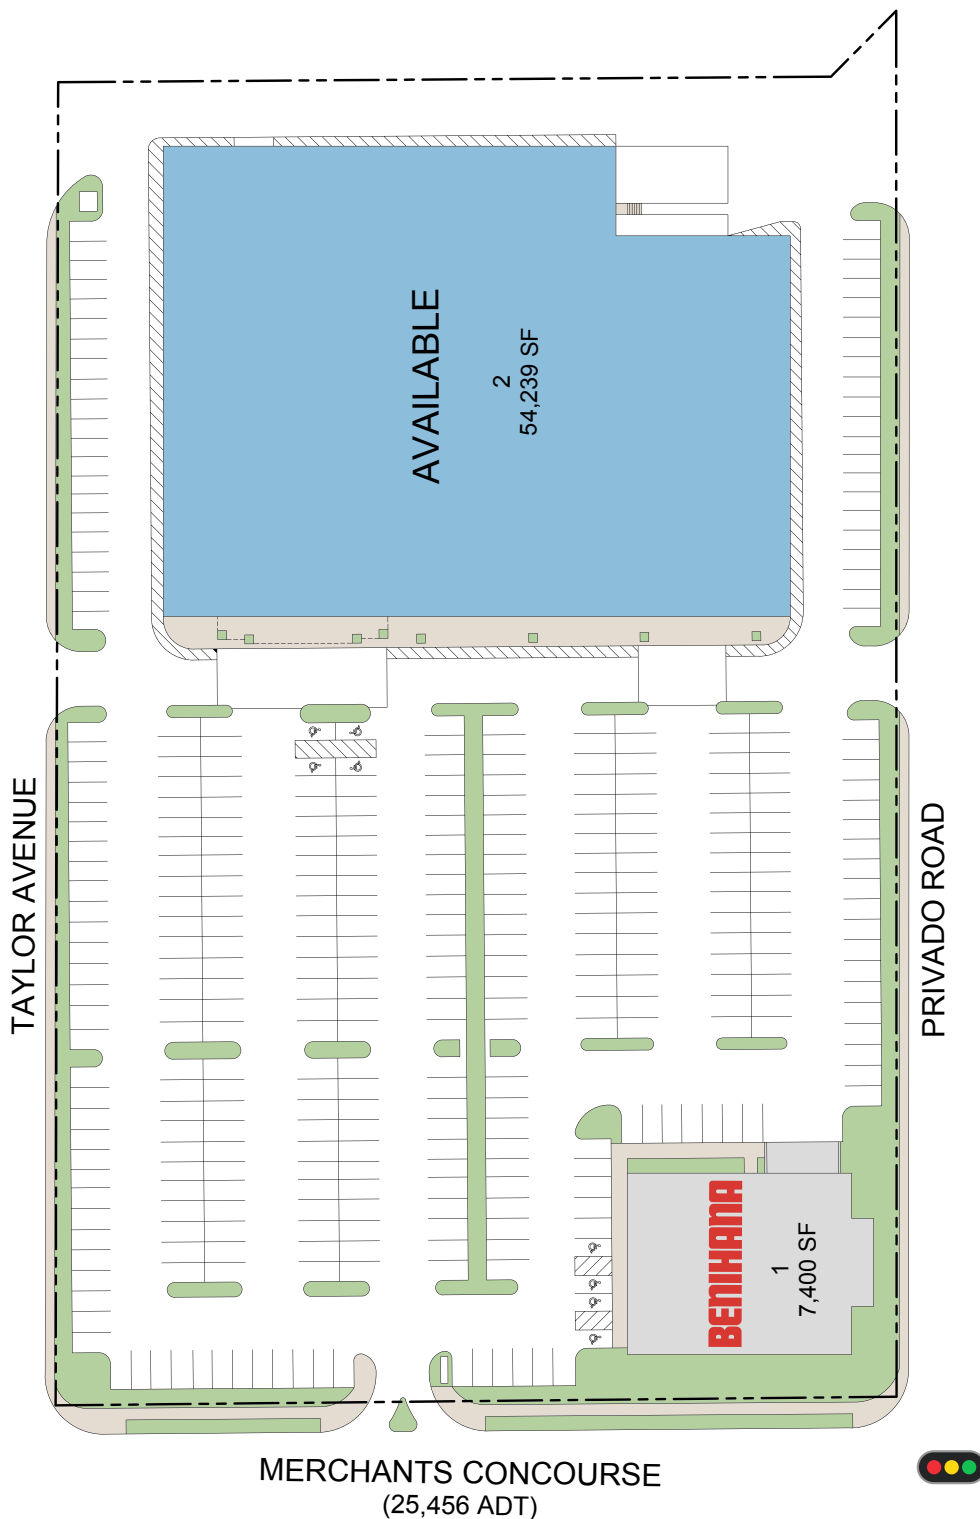 AVAILABLE
2
54,239 SF
TAYLOR AVENUE
PRIVADO ROAD
BENIHANA
1
7,400 SF
MERCHANTS CONCOURSE
(25,456 ADT)